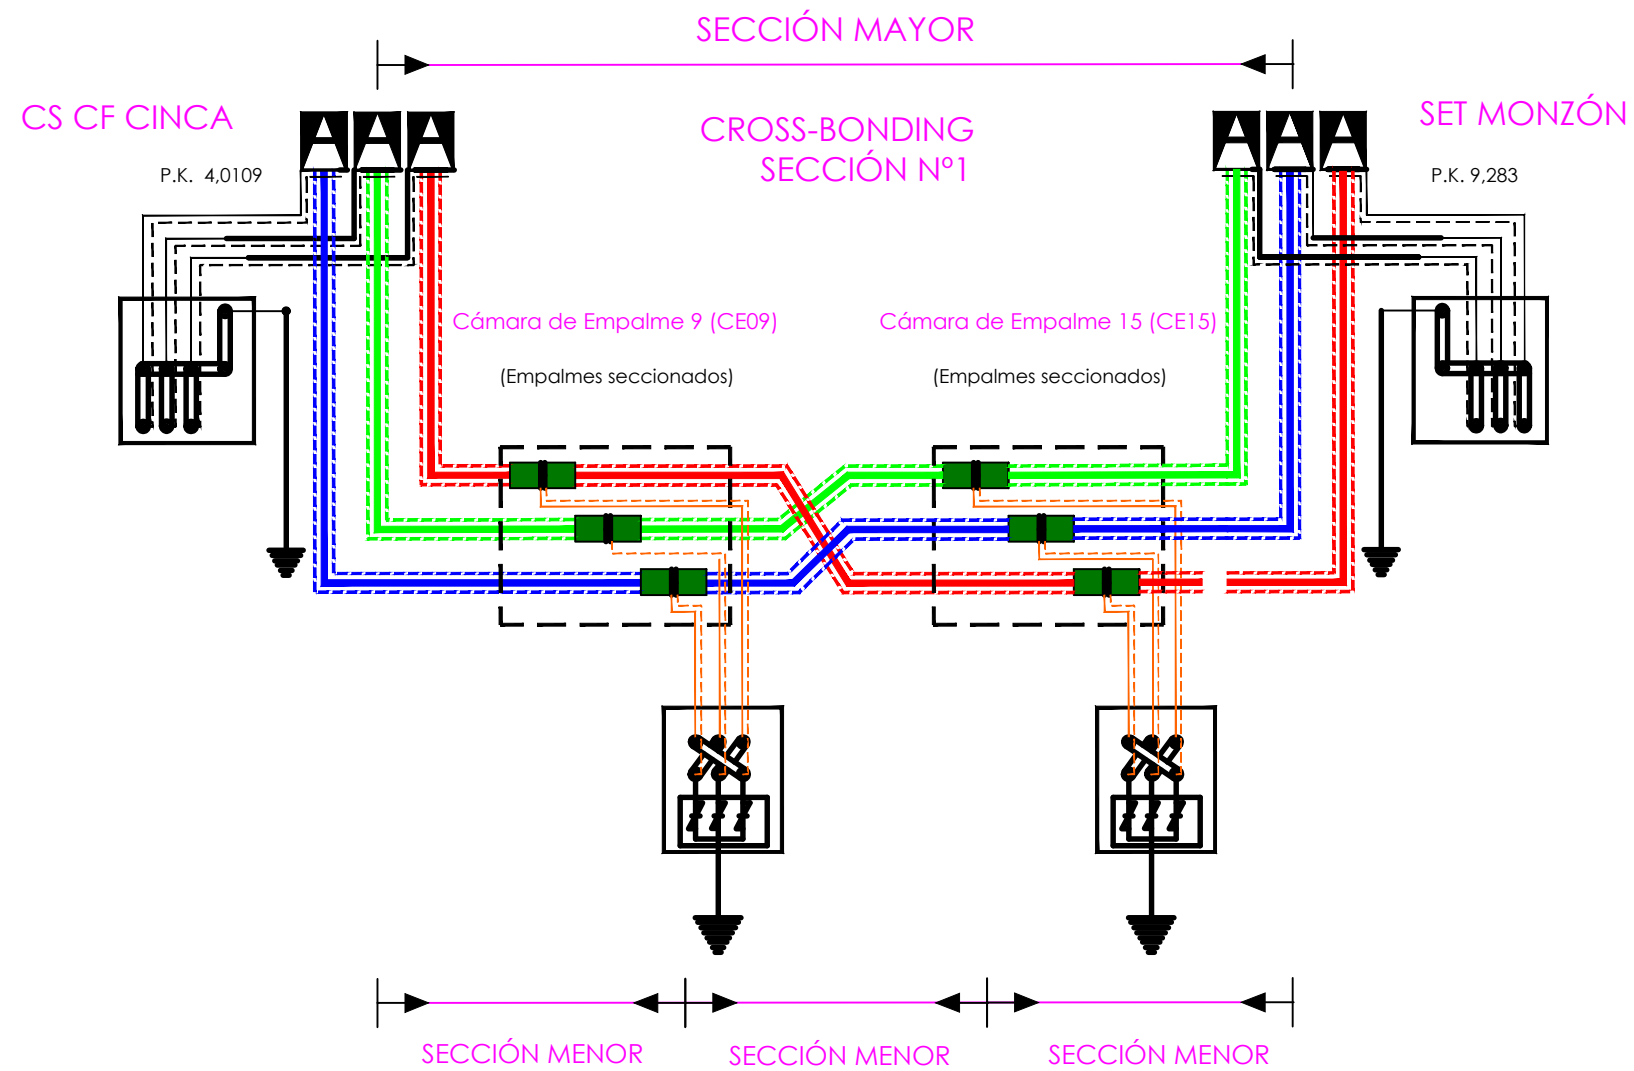 SECCIÓN MAYOR
CS CF CINCA
SET MONZÓN
CROSS-BONDING
SECCIÓN Nº1
P.K. 4,0109
P.K. 9,283
Cámara de Empalme 9 (CE09)
Cámara de Empalme 15 (CE15)
(Empalmes seccionados)
(Empalmes seccionados)
SECCIÓN MENOR
SECCIÓN MENOR
SECCIÓN MENOR